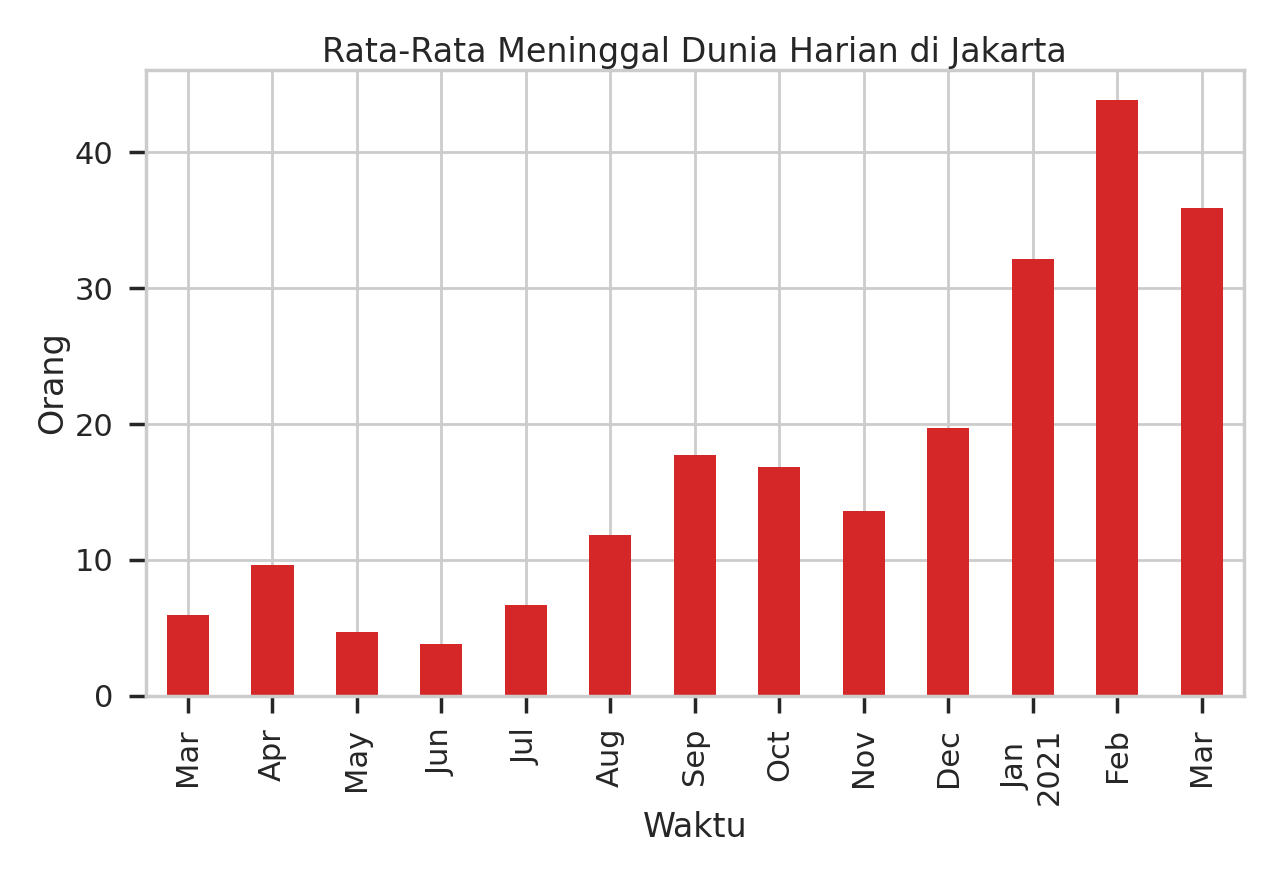 Rata-Rata Meninggal Dunia Harian di Jakarta
Orang
40
30
20
10
0
Mar
Apr
May
Jun
Jul
Aug
Sep
Oct
Nov
Dec
Jan
2021
Feb
Mar
Waktu